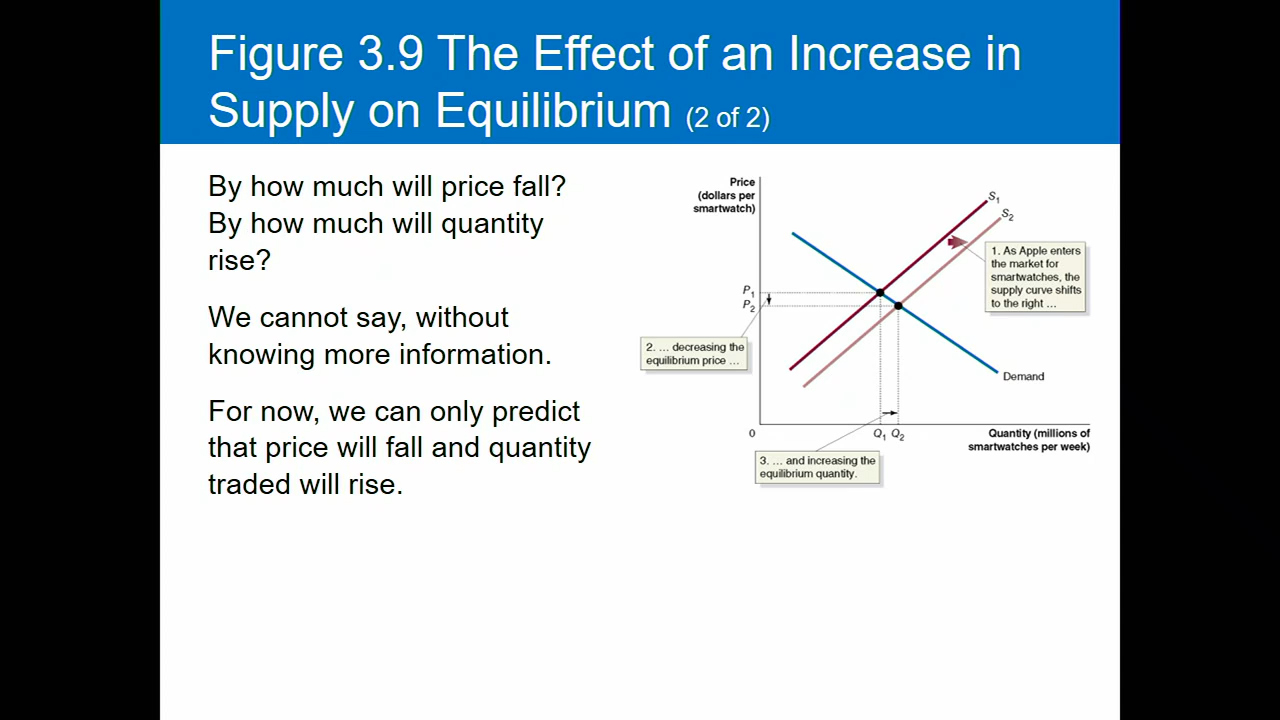 Figure 3.9 The Effect of an Increase in
Supply on Equilibrium (2 of 2)
By how much will price fall?
By how much will quantity
rise?
We cannot say, without
knowing more information.
For now, we can only predict
that price will fall and quantity
traded will rise.
Price
(dollars per
smartwatch)
S1
S2
1. As Apple enters
the market for
smartwatches, the
supply curve shifts
to the right ...
P1
P2
2. ... decreasing the
equilibrium price ...
Demand
0
Q1 Q2
Quantity (millions of
smartwatches per week)
3. ... and increasing the
equilibrium quantity.